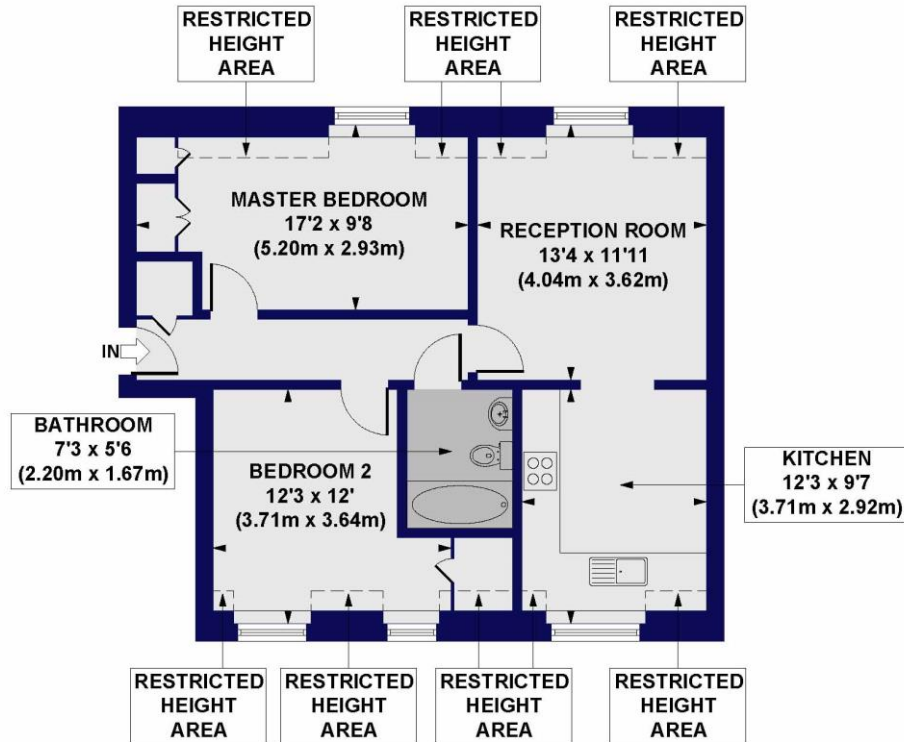 RESTRICTED
HEIGHT
AREA
RESTRICTED
HEIGHT
AREA
RESTRICTED
HEIGHT
AREA
MASTER BEDROOM
17'2 x 9'8
(5.20m x 2.93m)
RECEPTION ROOM
13'4 x 11'11
(4.04m x 3.62m)
IN
BATHROOM
7'3 x 5'6
(2.20m x 1.67m)
BEDROOM 2
12'3 x 12'
(3.71m x 3.64m)
KITCHEN
12'3 x 9'7
(3.71m x 2.92m)
RESTRICTED
HEIGHT
AREA
RESTRICTED
HEIGHT
AREA
RESTRICTED
HEIGHT
AREA
RESTRICTED
HEIGHT
AREA